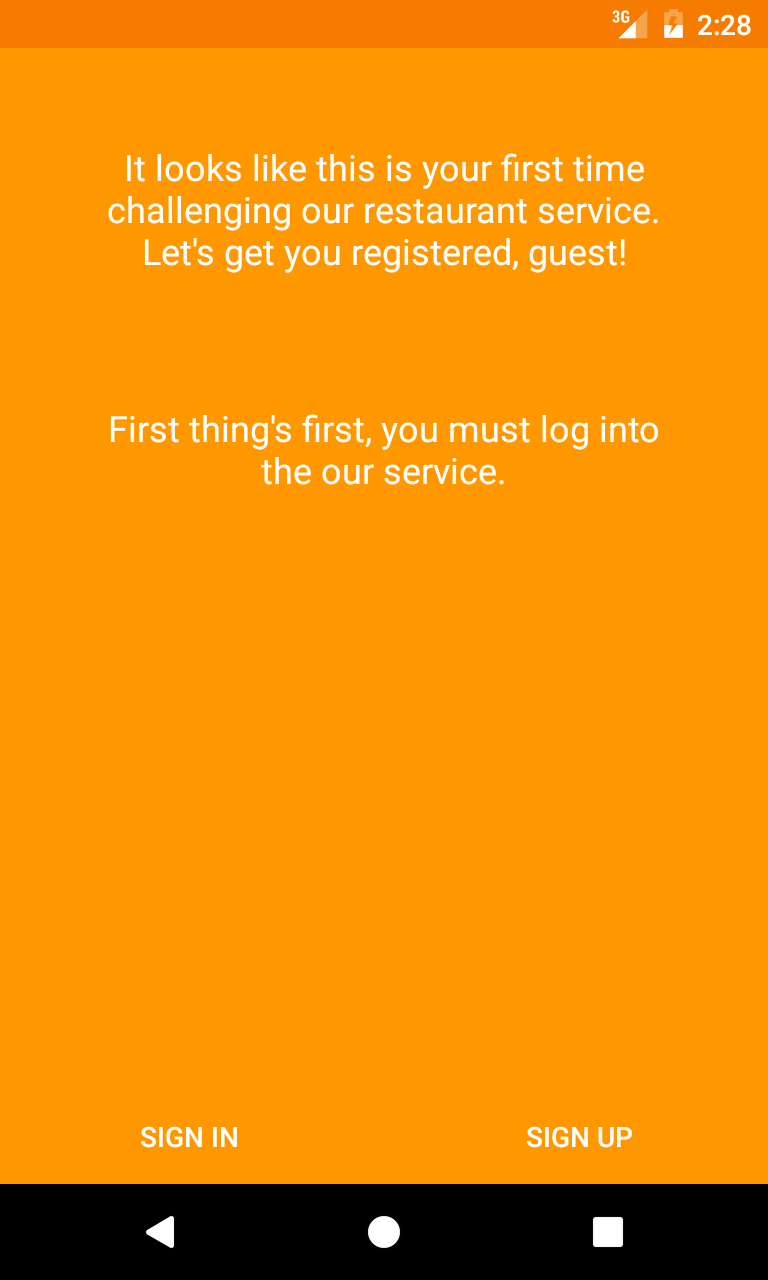 3G 2:28
It looks like this is your first time
challenging our restaurant service.
Let's get you registered, guest!
First thing's first, you must log into
the our service.
SIGN IN SIGN UP